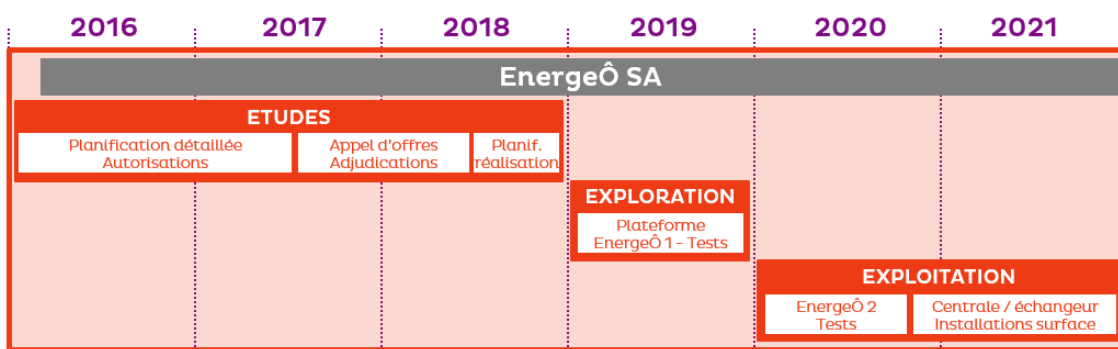 2016 2017 2018 2019 2020 2021
EnergeÔ SA
ETUDES
Planification détaillée
Autorisations
Appel d'offres
Adjudications
Planif.
réalisation
EXPLORATION
Plateforme
EnergeÔ 1 - Tests
EXPLOITATION
EnergeÔ 2
Tests
Centrale / échangeur
Installations surface